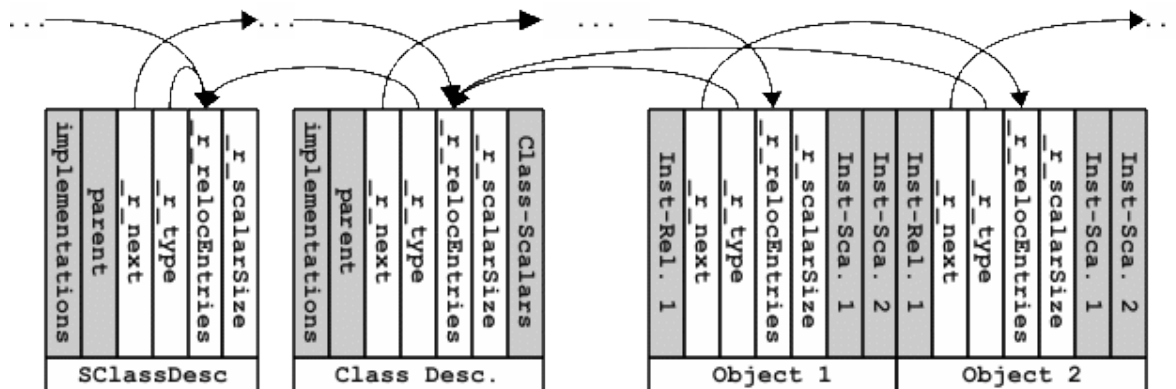 ... ... ... ...
implementations
parent
_r_next
_r_type
_r_relocEntries
_r_scalarSize
SClassDesc
implementations
parent
_r_next
_r_type
_r_relocEntries
_r_scalarSize
Class-Scalars
Class Desc.
Inst-Rel. 1
_r_next
_r_type
_r_relocEntries
_r_scalarSize
Inst-Sca. 1
Inst-Sca. 2
Object 1
Inst-Rel. 1
_r_next
_r_type
_r_relocEntries
_r_scalarSize
Inst-Sca. 1
Inst-Sca. 2
Object 2